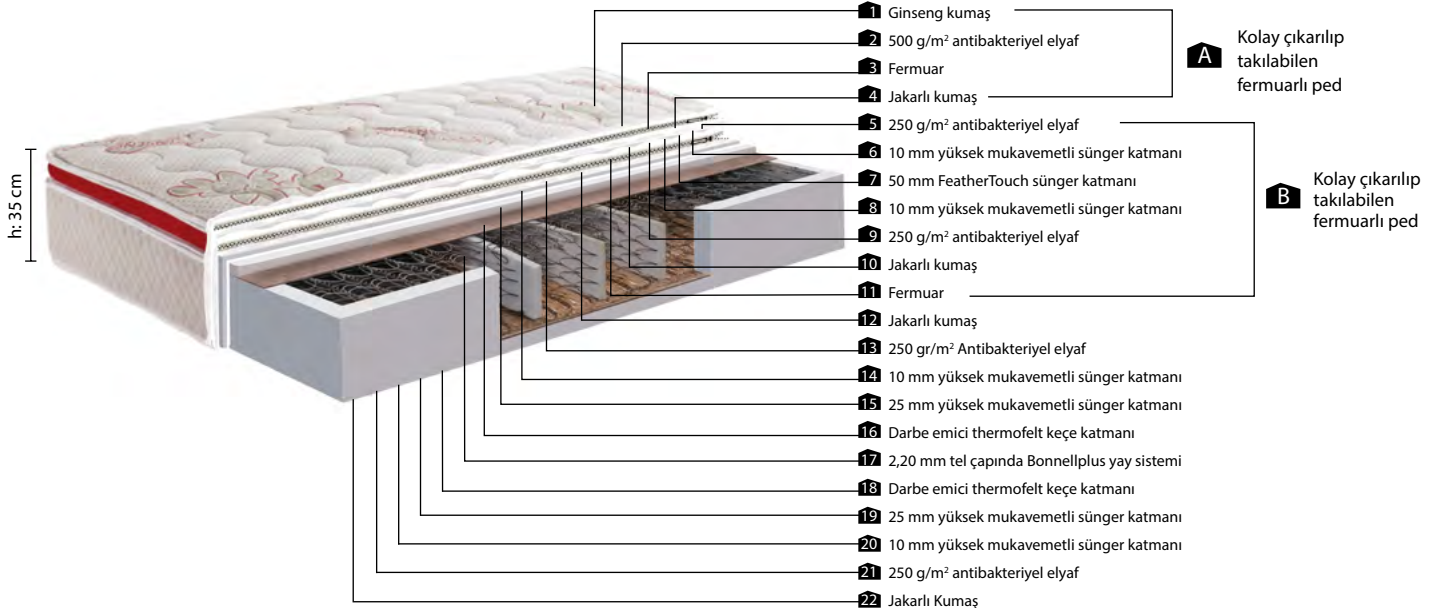 1 Ginseng kumaş
2 500 g/m² antibakteriyel elyaf
3 Fermuar
4 Jakarlı kumaş
A Kolay çıkarılıp
takılabilen
fermuarlı ped
5 250 g/m² antibakteriyel elyaf
6 10 mm yüksek mukavemetli sünger katmanı
7 50 mm FeatherTouch sünger katmanı
8 10 mm yüksek mukavemetli sünger katmanı
9 250 g/m² antibakteriyel elyaf
10 Jakarlı kumaş
11 Fermuar
B Kolay çıkarılıp
takılabilen
fermuarlı ped
12 Jakarlı kumaş
13 250 gr/m² Antibakteriyel elyaf
14 10 mm yüksek mukavemetli sünger katmanı
15 25 mm yüksek mukavemetli sünger katmanı
16 Darbe emici thermofelt keçe katmanı
17 2,20 mm tel çapında Bonnellplus yay sistemi
18 Darbe emici thermofelt keçe katmanı
19 25 mm yüksek mukavemetli sünger katmanı
20 10 mm yüksek mukavemetli sünger katmanı
21 250 g/m² antibakteriyel elyaf
22 Jakarlı Kumaş
h: 35 cm